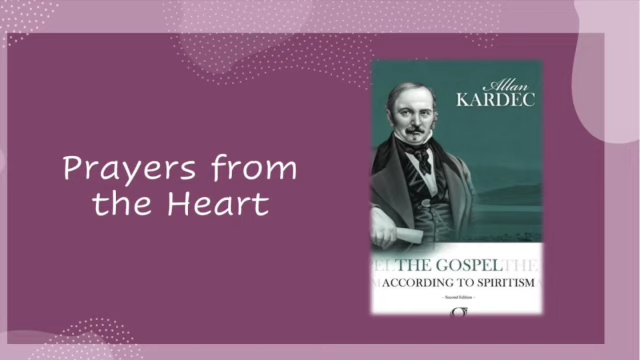 Prayers from
the Heart
Allan
KARDEC
THE GOSPEL
ACCORDING TO SPIRITISM
- Second Edition -